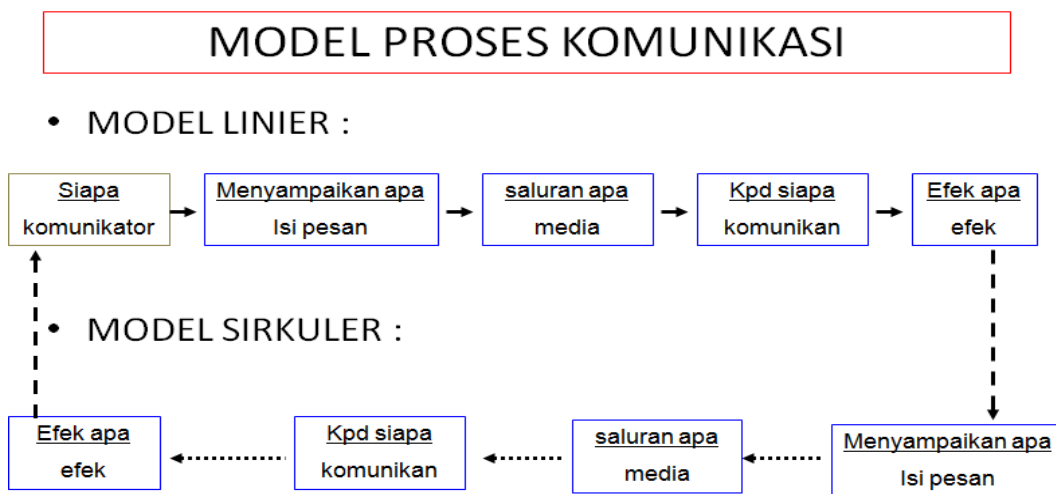 MODEL PROSES KOMUNIKASI
• MODEL LINIER :
Siapa
komunikator
Menyampaikan apa
Isi pesan
saluran apa
media
Kpd siapa
komunikan
Efek apa
efek
• MODEL SIRKULER :
Efek apa
efek
Kpd siapa
komunikan
saluran apa
media
Menyampaikan apa
Isi pesan